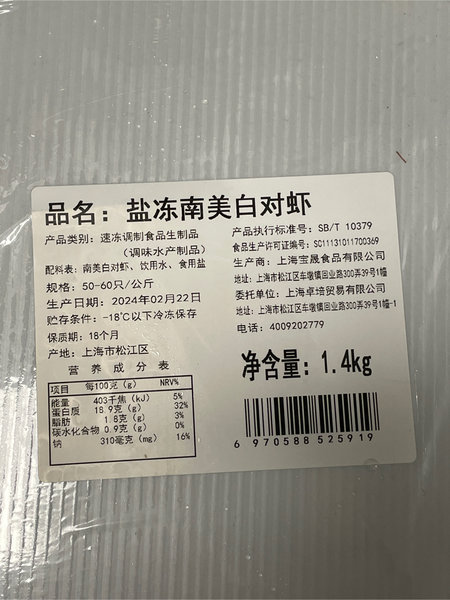 品名：盐冻南美白对虾
产品类别：速冻调制食品生制品
（调味水产制品）
配料表：南美白对虾、饮用水、食用盐
规格：50-60只/公斤
生产日期：2024年02月22日
贮存条件：-18℃以下冷冻保存
保质期：18个月
产地：上海市松江区
营养成分表
项目 每100克(g) NRV%
能量 403千焦(kJ) 5%
蛋白质 18.9克(g) 32%
脂肪 1.8克(g) 3%
碳水化合物 0.9克(g) 0%
钠 310毫克(mg) 16%
产品执行标准号：SB/T 10379
食品生产许可证编号：SC11131011700369
生产商：上海宝晟食品有限公司
地址：上海市松江区车墩镇回业路300弄39号1幢
委托单位：上海卓培贸易有限公司
地址：上海市松江区车墩镇回业路300弄39号1幢-1
电话：4009202779
净含量：1.4kg
6 970588 525919